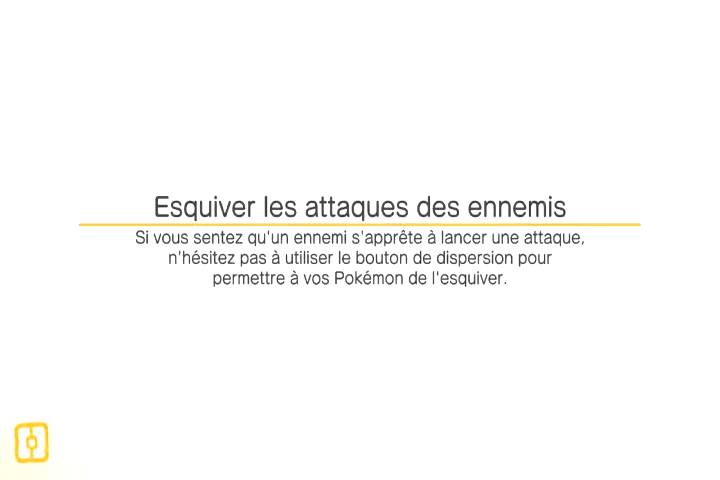 Esquiver les attaques des ennemis
Si vous sentez qu'un ennemi s'apprête à lancer une attaque,
n'hésitez pas à utiliser le bouton de dispersion pour
permettre à vos Pokémon de l'esquiver.